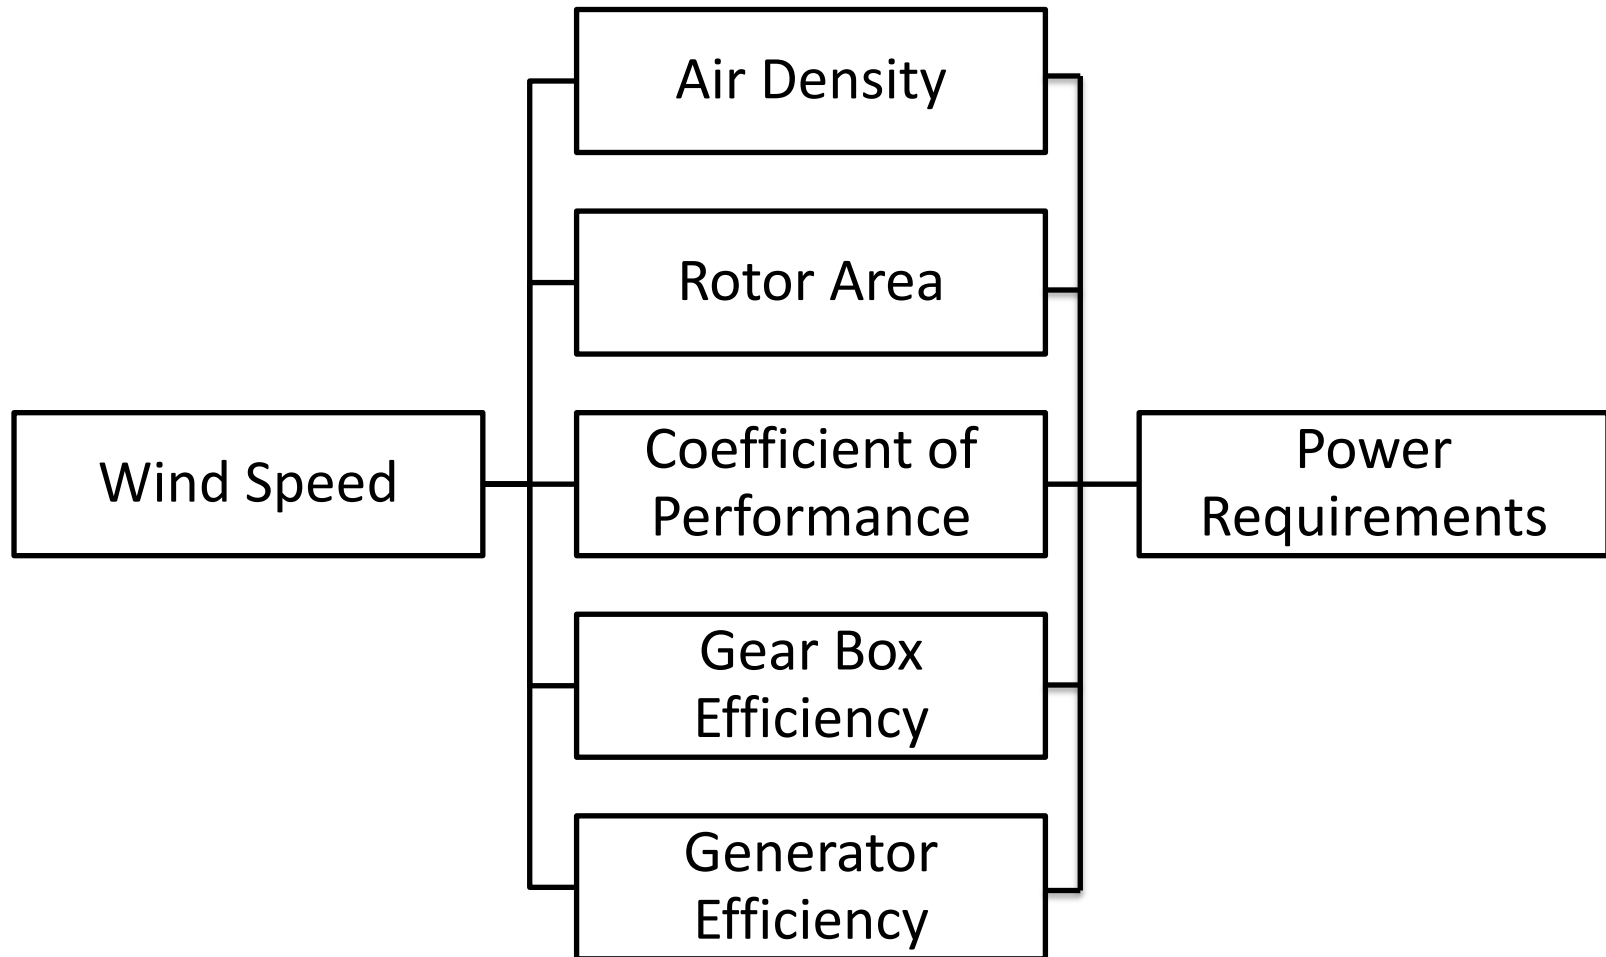 Air Density
Rotor Area
Wind Speed
Coefficient of
Performance
Power
Requirements
Gear Box
Efficiency
Generator
Efficiency